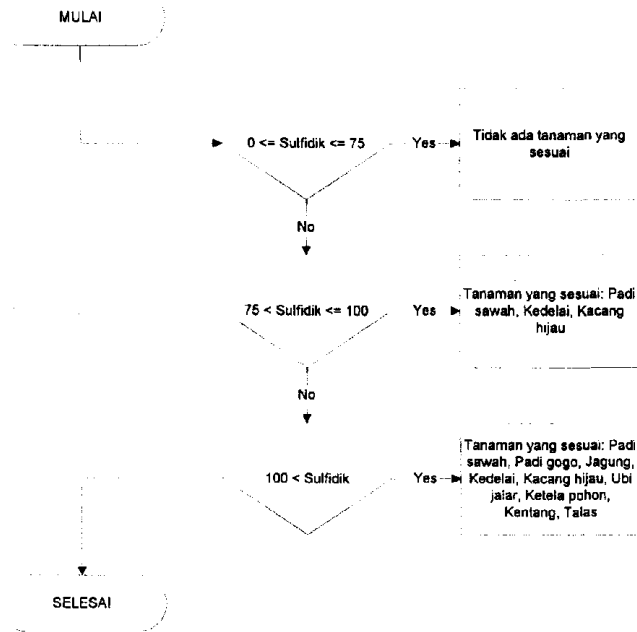 MULAI
0 <= Sulfidik <= 75
Yes
Tidak ada tanaman yang
sesuai
No
75 < Sulfidik <= 100
Yes
Tanaman yang sesuai: Padi
sawah, Kedelai, Kacang
hijau
No
100 < Sulfidik
Yes
Tanaman yang sesuai: Padi
sawah, Padi gogo, Jagung,
Kedelai, Kacang hijau, Ubi
jalar, Ketela pohon,
Kentang, Talas
SELESAI